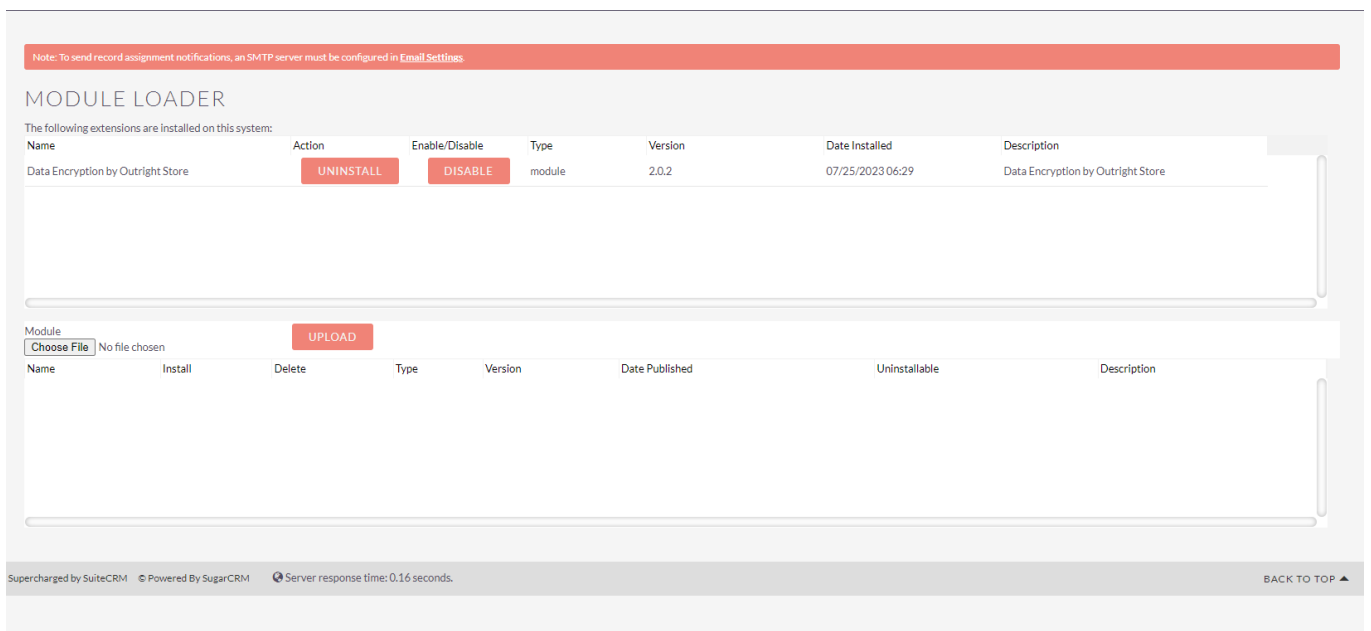 Note: To send record assignment notifications, an SMTP server must be configured in Email Settings.
MODULE LOADER
The following extensions are installed on this system:
Name Action Enable/Disable Type Version Date Installed Description
Data Encryption by Outright Store UNINSTALL DISABLE module 2.0.2 07/25/2023 06:29 Data Encryption by Outright Store
Module
Choose File No file chosen UPLOAD
Name Install Delete Type Version Date Published Uninstallable Description
Supercharged by SuiteCRM © Powered By SugarCRM Server response time: 0.16 seconds. BACK TO TOP